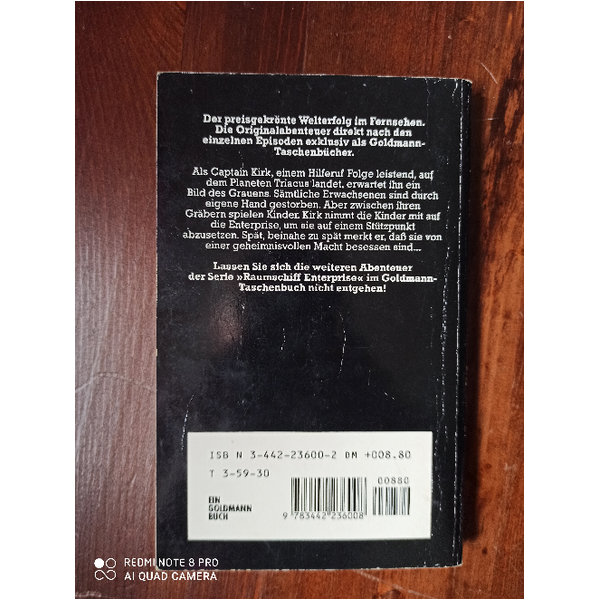 Der preisgekrönte Welterfolg im Fernsehen.
Die Originalabenteuer direkt nach den
einzelnen Episoden exklusiv als Goldmann-
Taschenbücher.
Als Captain Kirk, einem Hilferuf Folge leistend, auf
dem Planeten Triacus landet, erwartet ihn ein
Bild des Grauens. Sämtliche Erwachsenen sind durch
eigene Hand gestorben. Aber zwischen ihren
Gräbern spielen Kinder. Kirk nimmt die Kinder mit auf
die Enterprise, um sie auf einem Stützpunkt
abzusetzen. Spät, beinahe zu spät merkt er, daß sie von
einer geheimnisvollen Macht besessen sind...
Lassen Sie sich die weiteren Abenteuer
der Serie »Raumschiff Enterprise« im Goldmann-
Taschenbuch nicht entgehen!
ISB N 3-442-23600-2 DM +008.80
T 3-59-30
00880
EIN
GOLDMANN
BUCH
9 783442 236008
REDMI NOTE 8 PRO
AI QUAD CAMERA